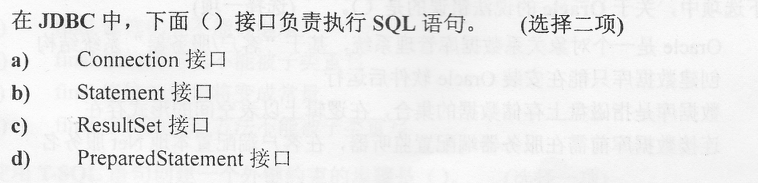 在 JDBC 中，下面（）接口负责执行 SQL 语句。 (选择二项)
a) Connection 接口
b) Statement 接口
c) ResultSet 接口
d) PreparedStatement 接口